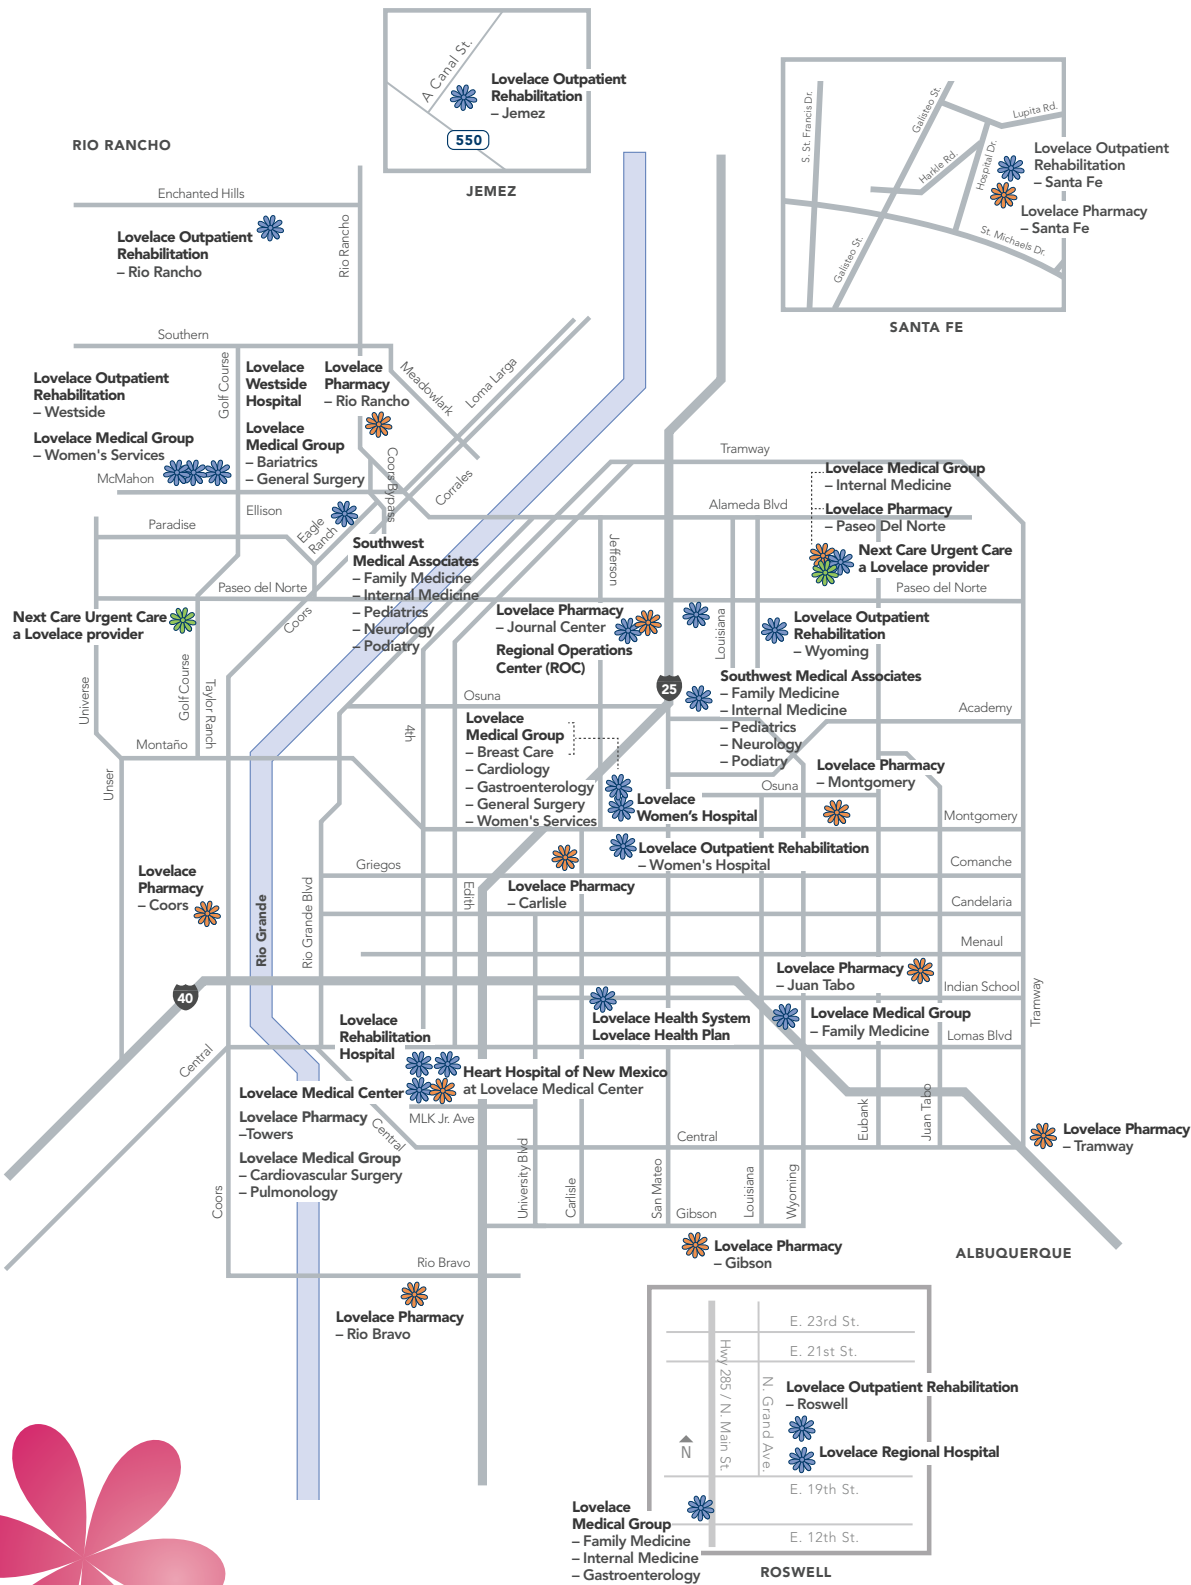 A Canal St.
Lovelace Outpatient
Rehabilitation
– Jemez
550
JEMEZ
S. St. Francis Dr.
Galisteo St.
Lupita Rd.
Harkle Rd.
Hospital Dr.
Lovelace Outpatient
Rehabilitation
– Santa Fe
Lovelace Pharmacy
– Santa Fe
St. Michaels Dr.
Galisteo St.
SANTA FE
RIO RANCHO
Enchanted Hills
Rio Rancho
Lovelace Outpatient
Rehabilitation
– Rio Rancho
Southern
Golf Course
Lovelace
Westside
Hospital
Lovelace
Pharmacy
– Rio Rancho
Meadowlark
Loma Larga
Lovelace Outpatient
Rehabilitation
– Westside
Lovelace Medical Group
– Women's Services
McMahon
Lovelace
Medical Group
– Bariatrics
– General Surgery
Coors Bypass
Corrales
Ellison
Paradise
Eagle
Ranch
Southwest
Medical Associates
– Family Medicine
– Internal Medicine
– Pediatrics
– Neurology
– Podiatry
Paseo del Norte
Coors
Next Care Urgent Care
a Lovelace provider
Universe
Golf Course
Taylor Ranch
Montaño
Unser
Tramway
Lovelace Medical Group
– Internal Medicine
Alameda Blvd
Lovelace Pharmacy
– Paseo Del Norte
Jefferson
Next Care Urgent Care
a Lovelace provider
Paseo del Norte
Lovelace Pharmacy
– Journal Center
Regional Operations
Center (ROC)
Louisiana
Lovelace Outpatient
Rehabilitation
– Wyoming
25
Southwest Medical Associates
– Family Medicine
– Internal Medicine
– Pediatrics
– Neurology
– Podiatry
Osuna
4th
Academy
Lovelace
Medical Group
– Breast Care
– Cardiology
– Gastroenterology
– General Surgery
– Women's Services
Lovelace Pharmacy
– Montgomery
Osuna
Lovelace
Women's Hospital
Montgomery
Lovelace Outpatient Rehabilitation
– Women's Hospital
Griegos
Comanche
Lovelace
Pharmacy
– Coors
Rio Grande
Rio Grande Blvd
Edith
Lovelace Pharmacy
– Carlisle
Candelaria
Menaul
Lovelace Pharmacy
– Juan Tabo
Indian School
Tramway
40
Lovelace Health System
Lovelace Health Plan
Lovelace Medical Group
– Family Medicine
Lomas Blvd
Central
Lovelace
Rehabilitation
Hospital
Heart Hospital of New Mexico
at Lovelace Medical Center
Lovelace Medical Center
Lovelace Pharmacy
–Towers
MLK Jr. Ave
Central
Lovelace Medical Group
– Cardiovascular Surgery
– Pulmonology
Coors
University Blvd
Carlisle
Central
San Mateo
Louisiana
Wyoming
Eubank
Juan Tabo
Lovelace Pharmacy
– Tramway
Gibson
Lovelace Pharmacy
– Gibson
ALBUQUERQUE
Rio Bravo
Lovelace Pharmacy
– Rio Bravo
E. 23rd St.
E. 21st St.
Hwy 285 / N. Main St.
N. Grand Ave.
Lovelace Outpatient Rehabilitation
– Roswell
N
Lovelace Regional Hospital
E. 19th St.
Lovelace
Medical Group
– Family Medicine
– Internal Medicine
– Gastroenterology
E. 12th St.
ROSWELL